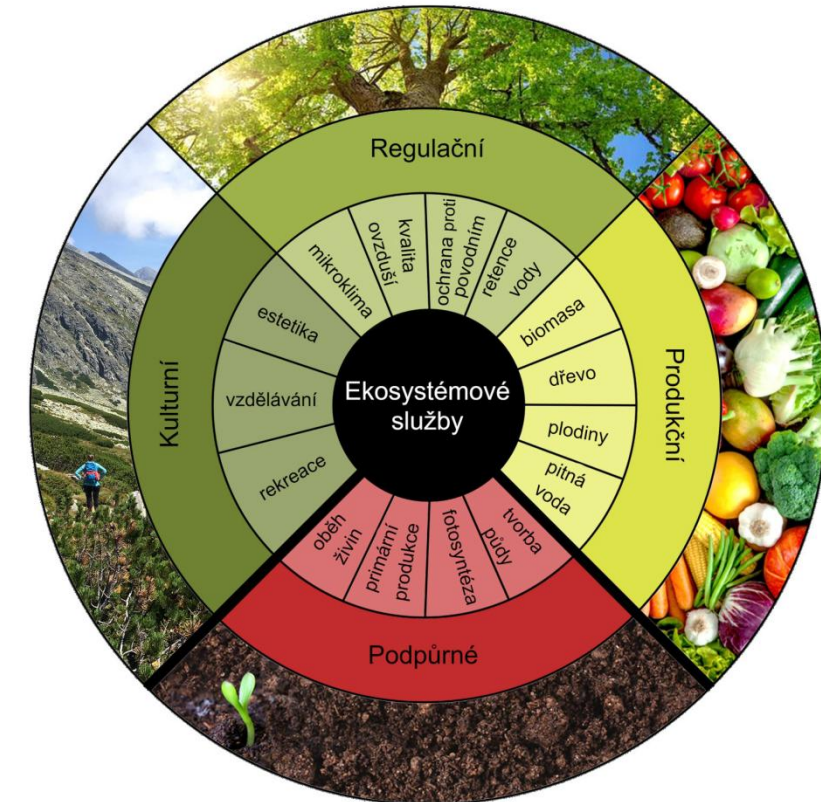 Regulační
mikroklima
kvalita
ovzduší
ochrana proti
povodním
retence
vody
Produkční
biomasa
dřevo
plodiny
pitná
voda
Podpůrné
tvorba
půdy
fotosyntéza
primární
produkce
oběh
živin
Kulturní
rekreace
vzdělávání
estetika
Ekosystémové
služby